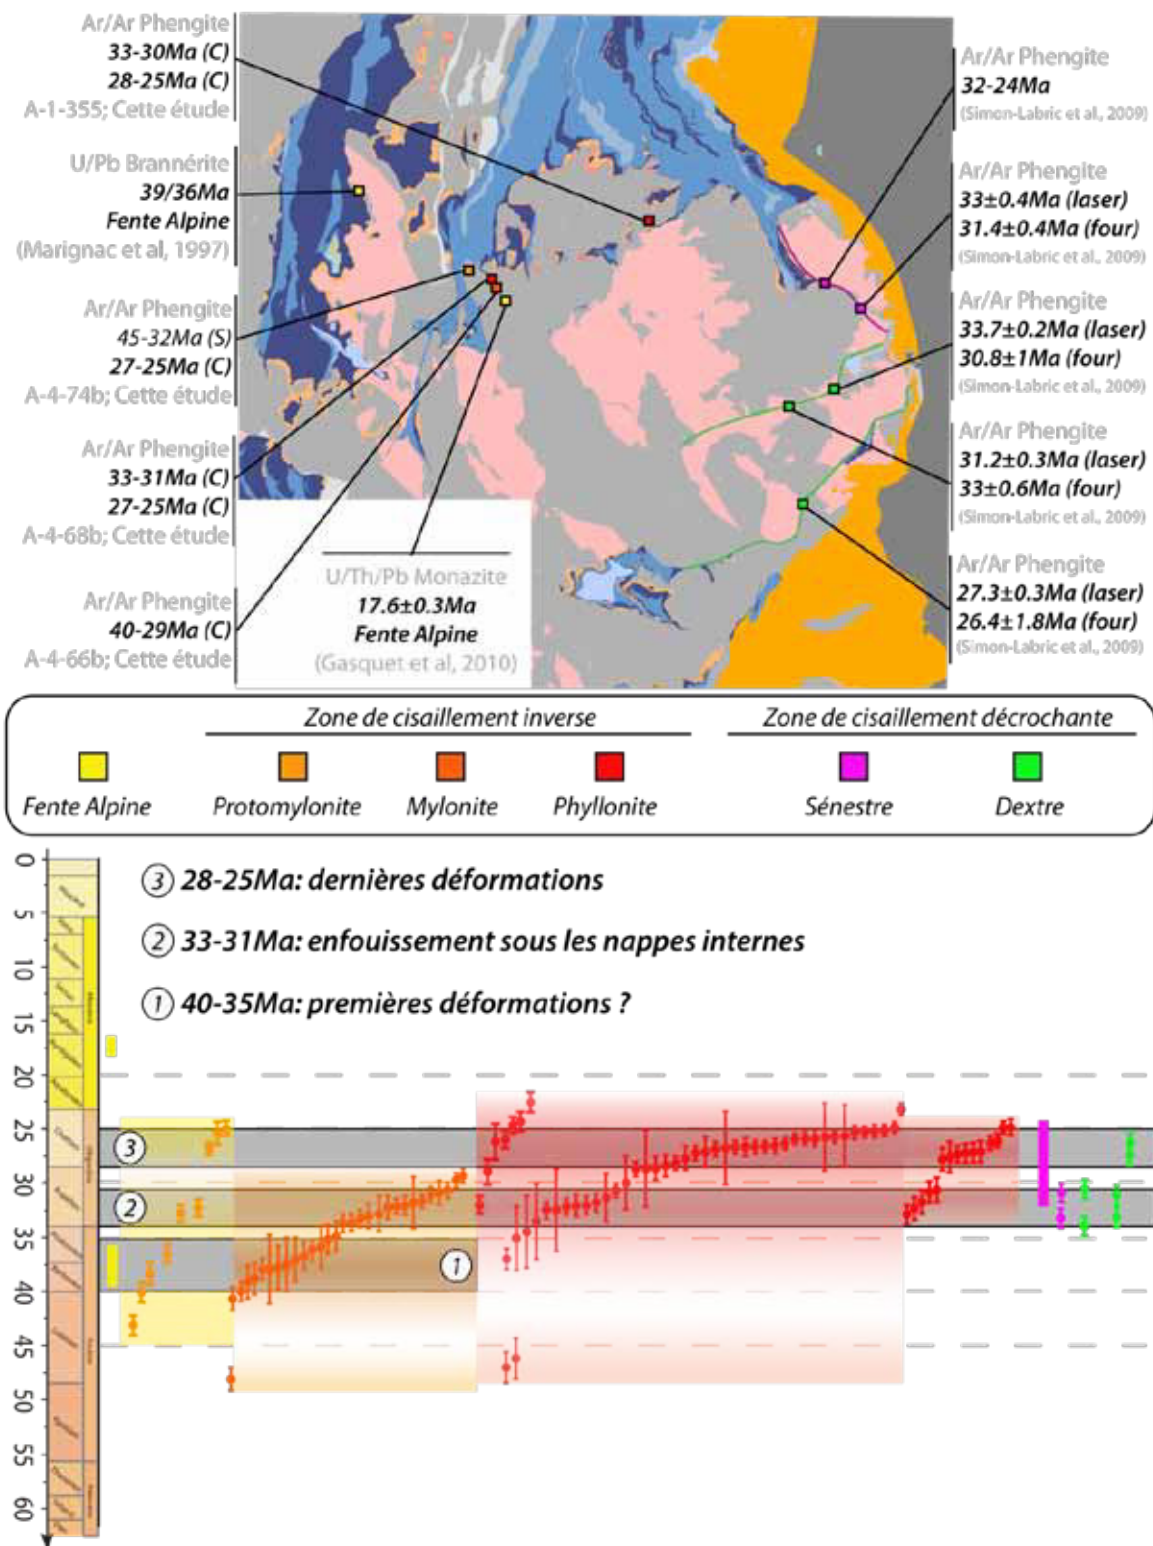 Ar/Ar Phengite
33-30Ma (C)
28-25Ma (C)
A-1-355; Cette étude
U/Pb Brannérite
39/36Ma
Fente Alpine
(Marignac et al, 1997)
Ar/Ar Phengite
45-32Ma (S)
27-25Ma (C)
A-4-74b; Cette étude
Ar/Ar Phengite
33-31Ma (C)
27-25Ma (C)
A-4-68b; Cette étude
Ar/Ar Phengite
40-29Ma (C)
A-4-66b; Cette étude
U/Th/Pb Monazite
17.6±0.3Ma
Fente Alpine
(Gasquet et al, 2010)
Ar/Ar Phengite
32-24Ma
(Simon-Labric et al., 2009)
Ar/Ar Phengite
33±0.4Ma (laser)
31.4±0.4Ma (four)
(Simon-Labric et al., 2009)
Ar/Ar Phengite
33.7±0.2Ma (laser)
30.8±1Ma (four)
(Simon-Labric et al., 2009)
Ar/Ar Phengite
31.2±0.3Ma (laser)
33±0.6Ma (four)
(Simon-Labric et al., 2009)
Ar/Ar Phengite
27.3±0.3Ma (laser)
26.4±1.8Ma (four)
(Simon-Labric et al., 2009)
Zone de cisaillement inverse
Zone de cisaillement décrochante
Fente Alpine
Protomylonite
Mylonite
Phyllonite
Sénestre
Dextre
3 28-25Ma: dernières déformations
2 33-31Ma: enfouissement sous les nappes internes
1 40-35Ma: premières déformations ?
0
5
10
15
20
25
30
35
40
45
50
55
60
3
2
1